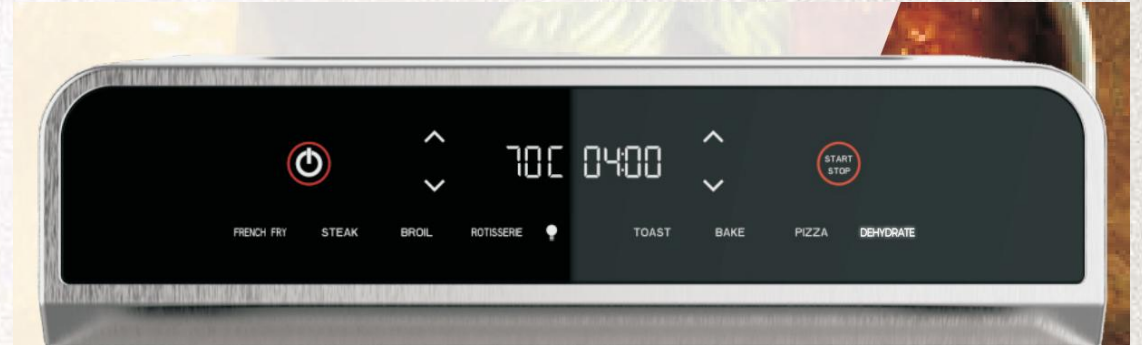 70C 04:00
START
STOP
FRENCH FRY STEAK BROIL ROTISSERIE TOAST BAKE PIZZA DEHYDRATE